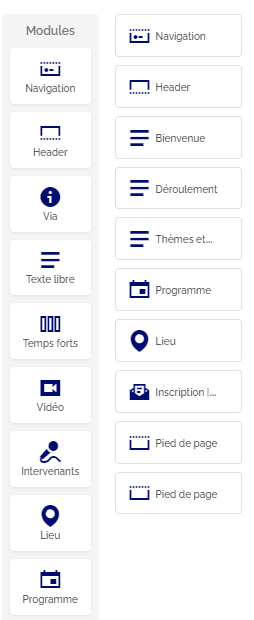 Modules
Navigation
Header
Via
Texte libre
Temps forts
Vidéo
Intervenants
Lieu
Programme
Navigation
Header
Bienvenue
Déroulement
Thèmes et...
Programme
Lieu
Inscription |...
Pied de page
Pied de page